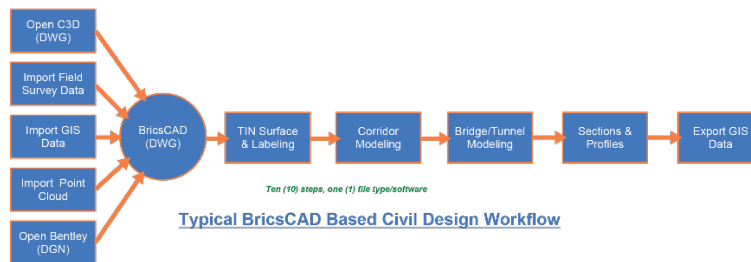 Open C3D
(DWG)
Import Field
Survey Data
Import GIS
Data
Import Point
Cloud
Open Bentley
(DGN)
BricsCAD
(DWG)
TIN Surface
& Labeling
Corridor
Modeling
Bridge/Tunnel
Modeling
Sections &
Profiles
Export GIS
Data
Ten (10) steps, one (1) file type/software
Typical BricsCAD Based Civil Design Workflow